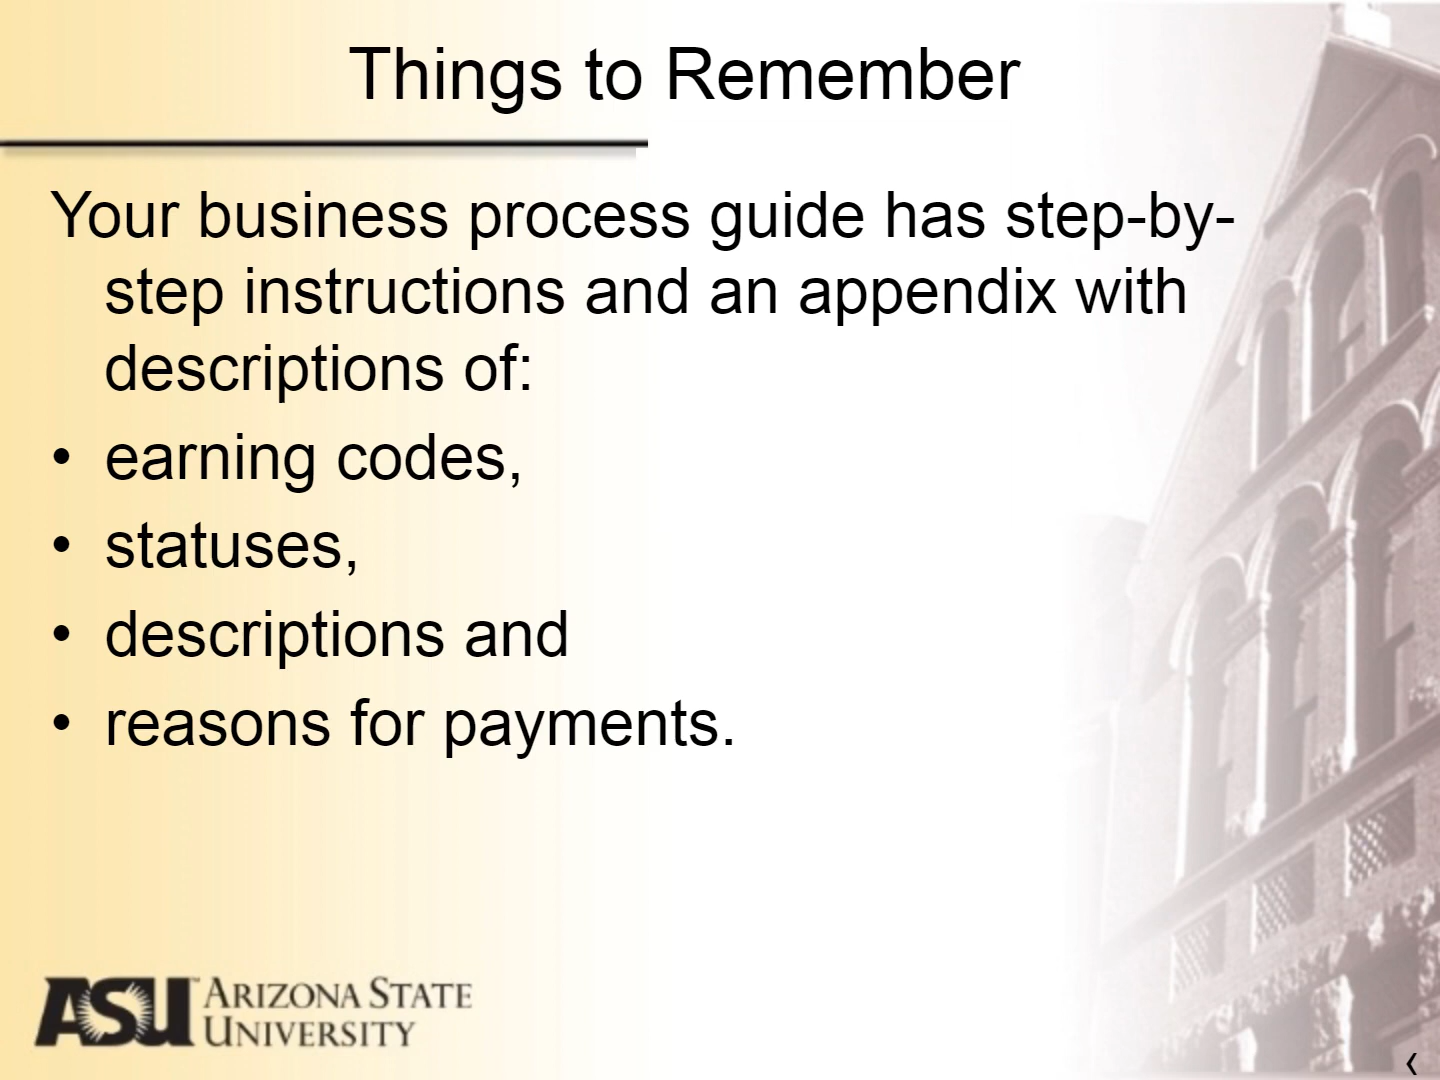 Things to Remember
Your business process guide has step-by-
step instructions and an appendix with
descriptions of:
• earning codes,
• statuses,
• descriptions and
• reasons for payments.
ASU™ ARIZONA STATE
UNIVERSITY
‹